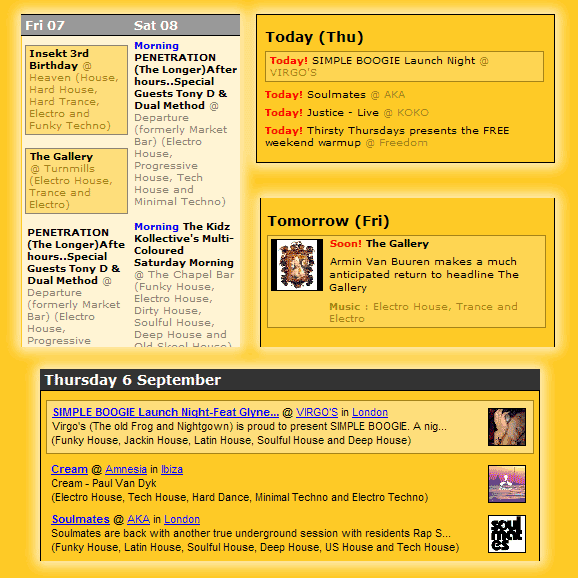 Fri 07
Insekt 3rd
Birthday @
Heaven (House,
Hard House,
Hard Trance,
Electro and
Funky Techno)
The Gallery
@ Turnmills
(Electro House,
Trance and
Electro)
PENETRATION
(The Longer)Afte
hours..Special
Guests Tony D &
Dual Method @
Departure
(formerly Market
Bar) (Electro
House,
Progressive
Sat 08
Morning
PENETRATION
(The Longer)After
hours..Special
Guests Tony D &
Dual Method @
Departure
(formerly Market
Bar) (Electro
House,
Progressive
House, Tech
House and
Minimal Techno)
Morning The Kidz
Kollective's Multi-
Coloured
Saturday Morning
@ The Chapel Bar
(Funky House,
Electro House,
Dirty House,
Soulful House,
Deep House and
Old Skool House)
Today (Thu)
Today! SIMPLE BOOGIE Launch Night @
VIRGO'S
Today! Soulmates @ AKA
Today! Justice - Live @ KOKO
Today! Thirsty Thursdays presents the FREE
weekend warmup @ Freedom
Tomorrow (Fri)
Soon! The Gallery
Armin Van Buuren makes a much
anticipated return to headline The
Gallery
Music : Electro House, Trance and
Electro
Thursday 6 September
SIMPLE BOOGIE Launch Night-Feat Glyne... @ VIRGO'S in London
Virgo's (The old Frog and Nightgown) is proud to present SIMPLE BOOGIE. A nig...
(Funky House, Jackin House, Latin House, Soulful House and Deep House)
Cream @ Amnesia in Ibiza
Cream - Paul Van Dyk
(Electro House, Tech House, Hard Dance, Minimal Techno and Electro Techno)
Soulmates @ AKA in London
Soulmates are back with another true underground session with residents Rap S...
(Funky House, Latin House, Soulful House, Deep House, US House and Tech House)
soul
mat
es